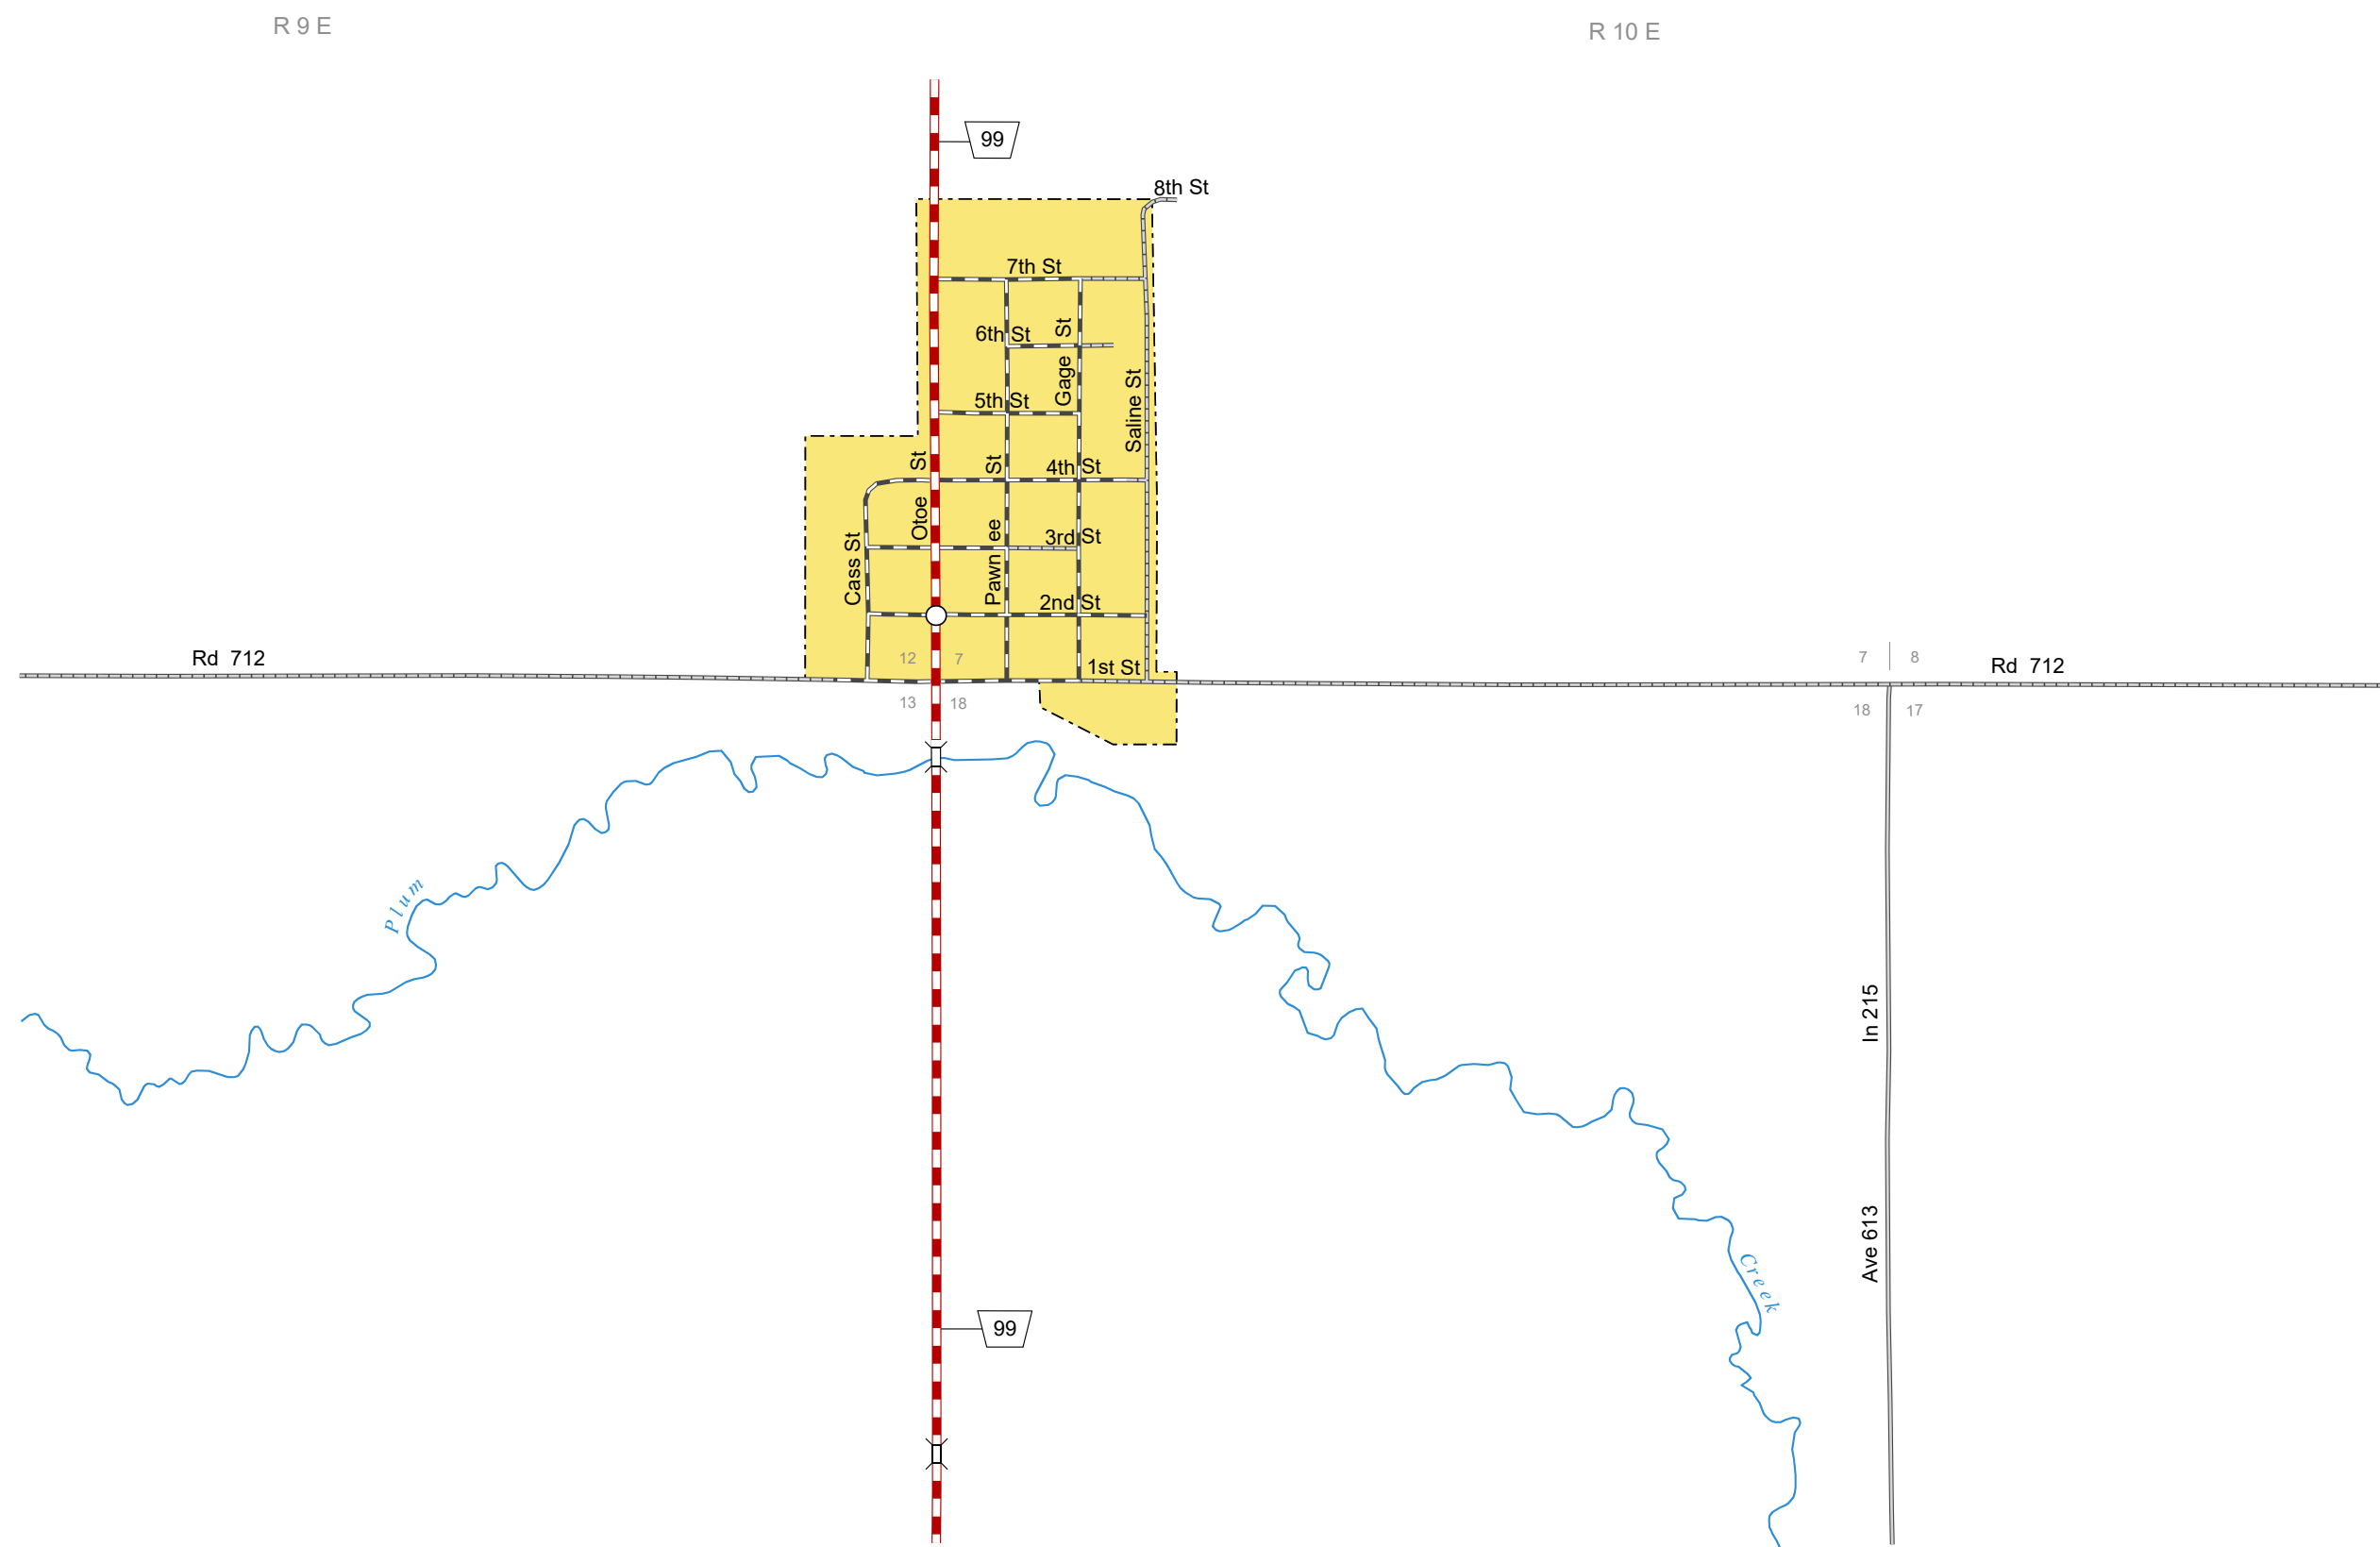 R 9 E
R 10 E
99
8th St
7th St
6th St
Gage St
5th St
Saline St
4th St
Otoe St
Pawnee St
3rd St
Cass St
2nd St
12
7
1st St
Rd 712
7
8
Rd 712
13
18
18
17
Plum
In 215
Ave 613
Creek
99